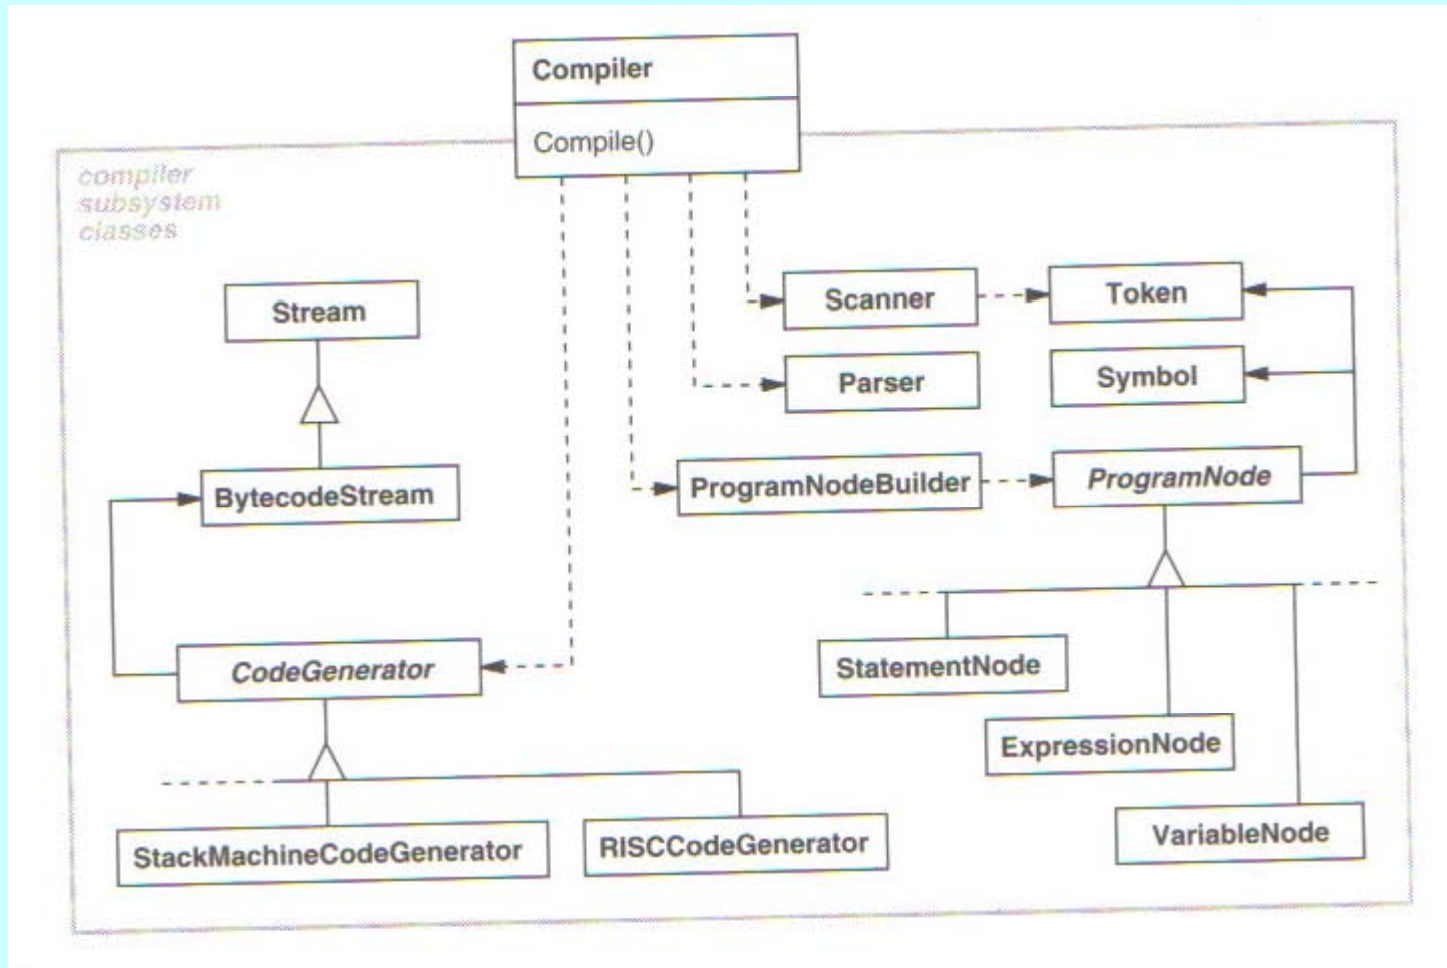 Compiler
Compile()
compiler
subsystem
classes
Stream
Scanner
Token
Parser
Symbol
BytecodeStream
ProgramNodeBuilder
ProgramNode
CodeGenerator
StatementNode
ExpressionNode
StackMachineCodeGenerator
RISCCodeGenerator
VariableNode